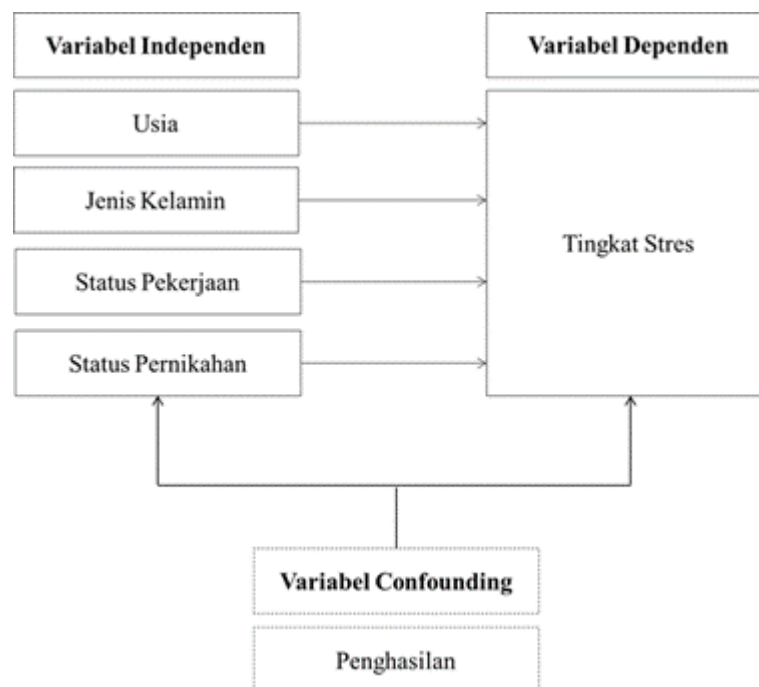 Variabel Independen
Variabel Dependen
Usia
Jenis Kelamin
Status Pekerjaan
Status Pernikahan
Tingkat Stres
Variabel Confounding
Penghasilan